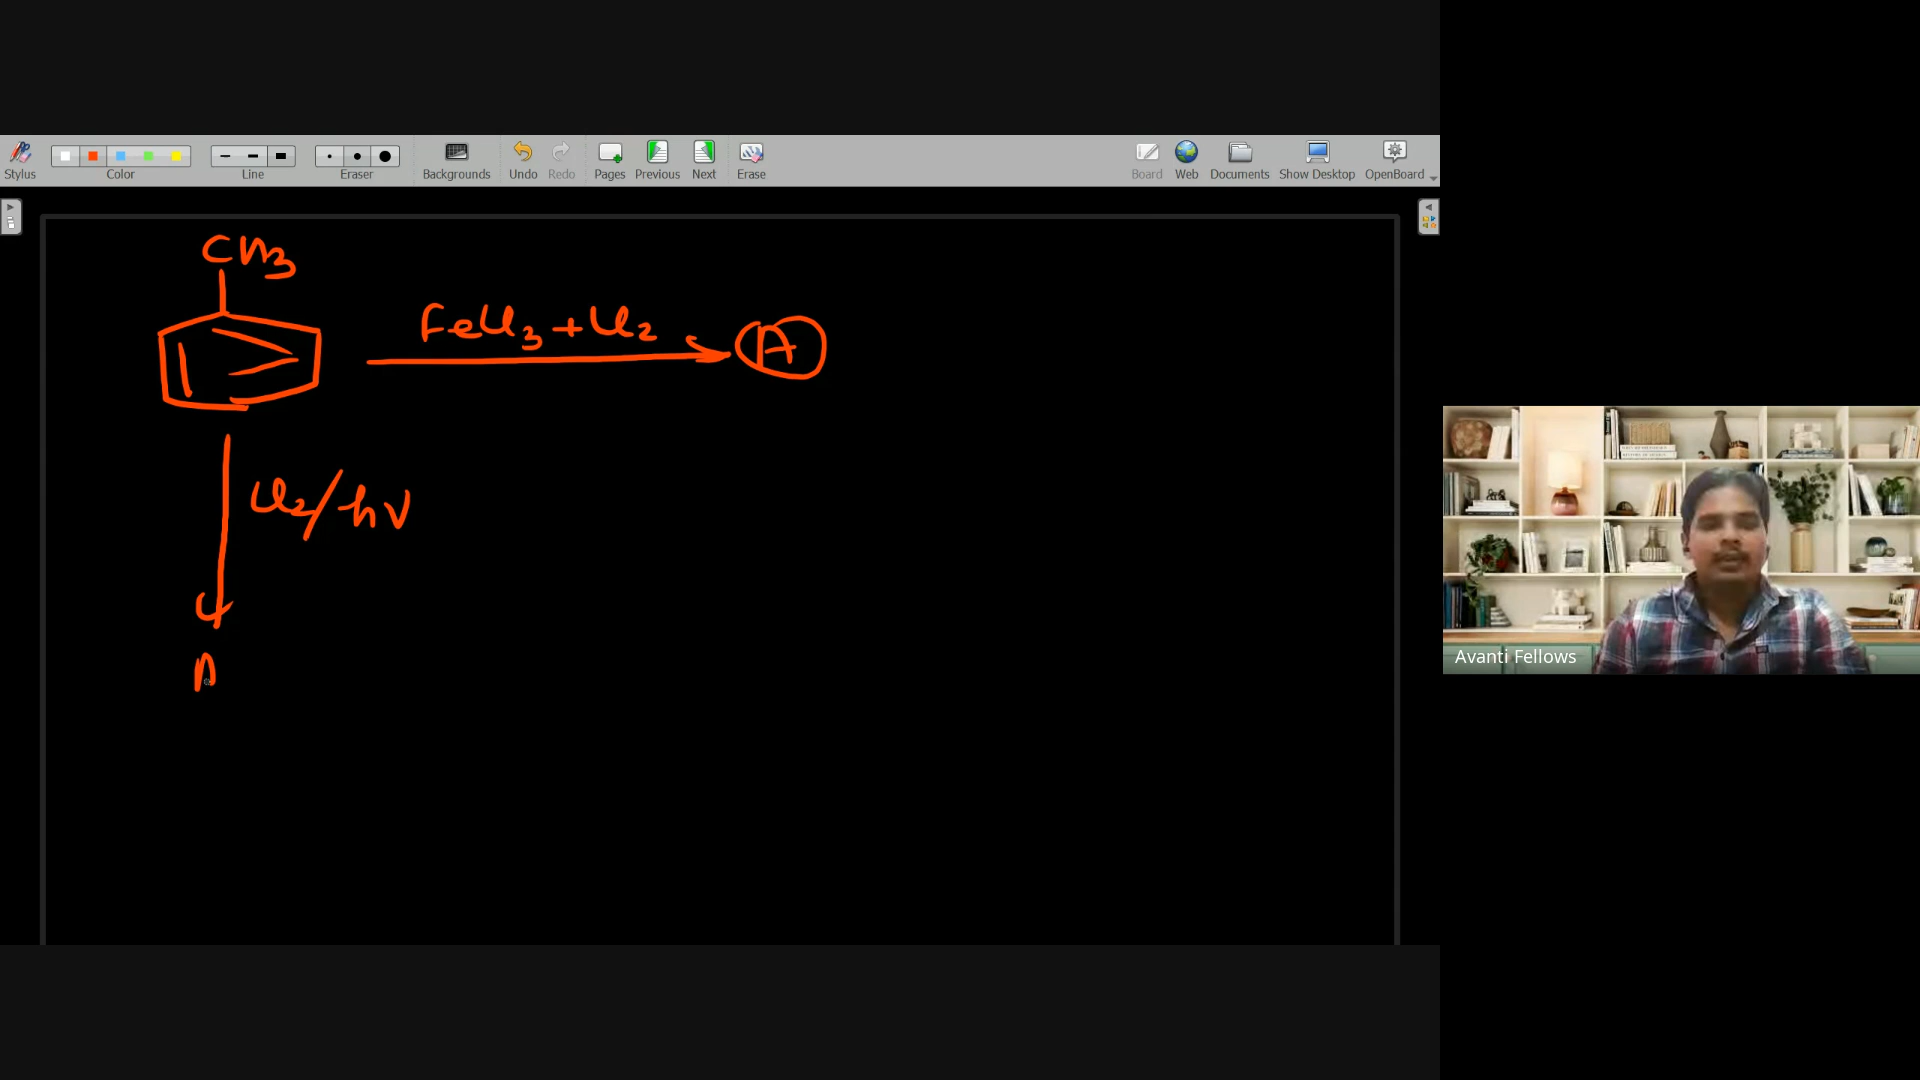 Stylus Color Line Eraser Backgrounds Undo Redo Pages Previous Next Erase Board Web Documents Show Desktop OpenBoard
CH3
FeCl3 + Cl2
A
Cl2/hν
A
Avanti Fellows